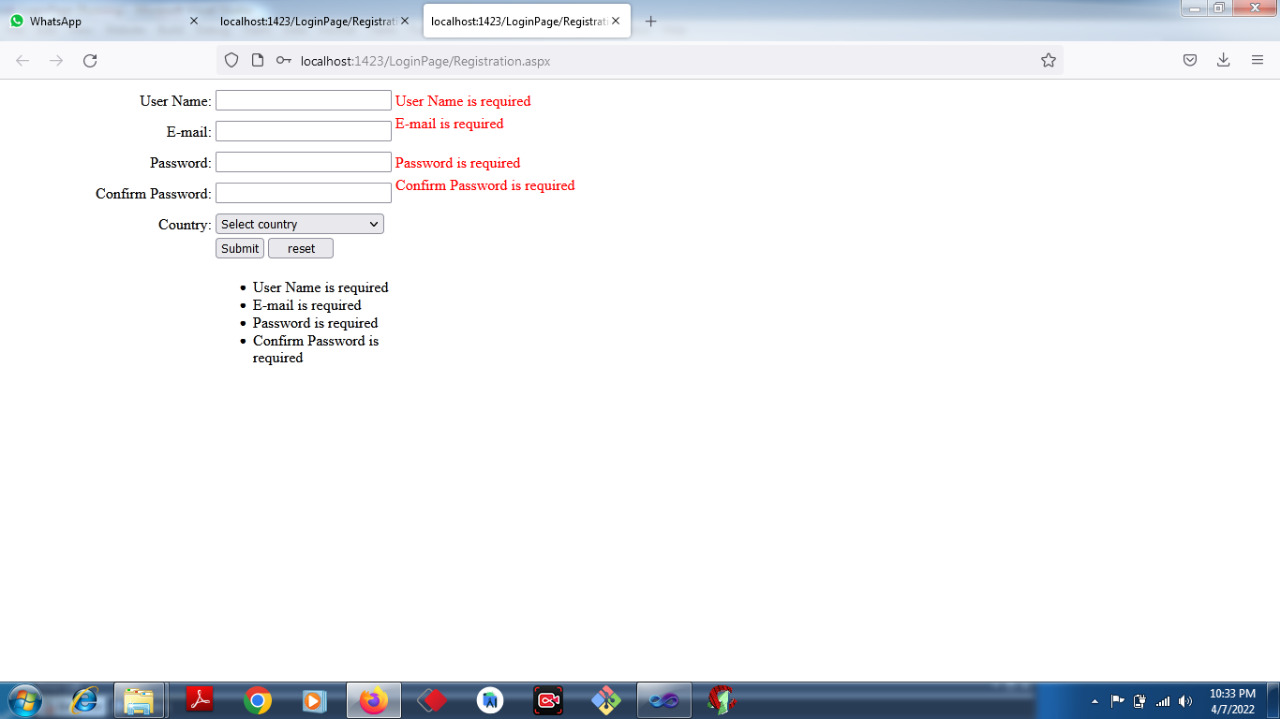 WhatsApp
localhost:1423/LoginPage/Registrat
localhost:1423/LoginPage/Registrati
localhost:1423/LoginPage/Registration.aspx
User Name: User Name is required
E-mail: E-mail is required
Password: Password is required
Confirm Password: Confirm Password is required
Country: Select country
Submit reset
• User Name is required
• E-mail is required
• Password is required
• Confirm Password is
required
10:33 PM
4/7/2022